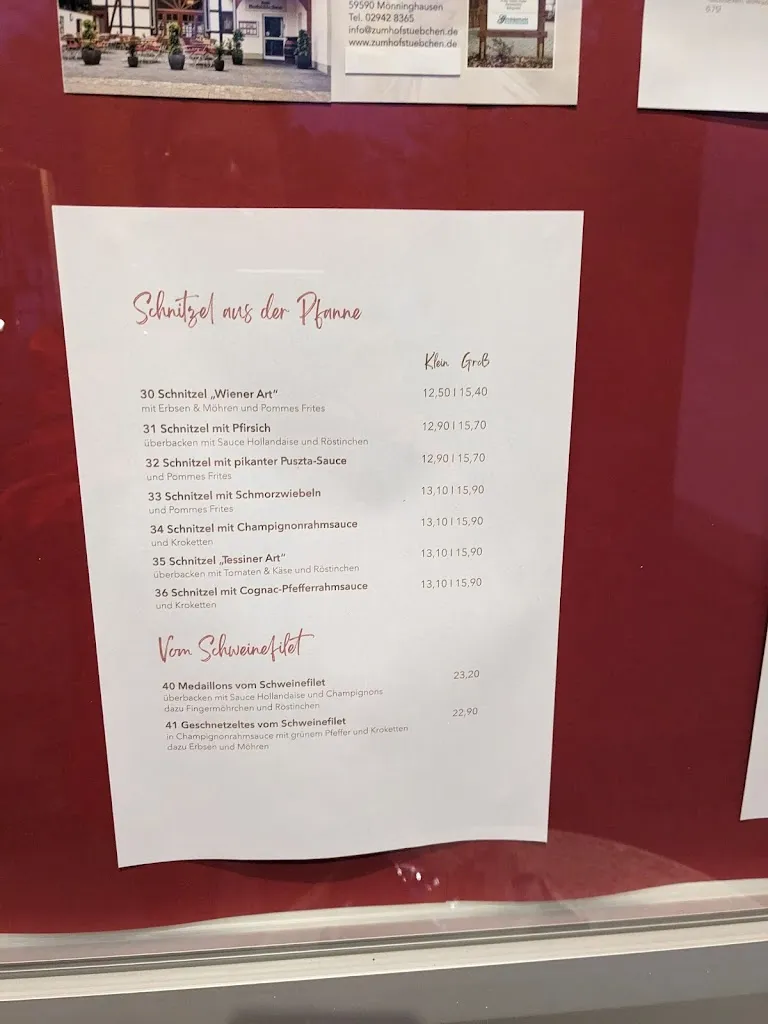 59590 Mönninghausen
Tel. 02942 8365
info@zumhofstuebchen.de
www.zumhofstuebchen.de
Schnitzel aus der Pfanne
Klein Groß
30 Schnitzel „Wiener Art“ 12,50 | 15,40
mit Erbsen & Möhren und Pommes Frites
31 Schnitzel mit Pfirsich 12,90 | 15,70
überbacken mit Sauce Hollandaise und Röstinchen
32 Schnitzel mit pikanter Puszta-Sauce 12,90 | 15,70
und Pommes Frites
33 Schnitzel mit Schmorzwiebeln 13,10 | 15,90
und Pommes Frites
34 Schnitzel mit Champignonrahmsauce 13,10 | 15,90
und Kroketten
35 Schnitzel „Tessiner Art“ 13,10 | 15,90
überbacken mit Tomaten & Käse und Röstinchen
36 Schnitzel mit Cognac-Pfefferrahmsauce 13,10 | 15,90
und Kroketten
Vom Schweinefilet
40 Medaillons vom Schweinefilet 23,20
überbacken mit Sauce Hollandaise und Champignons
dazu Fingermöhrchen und Röstinchen
41 Geschnetzeltes vom Schweinefilet 22,90
in Champignonrahmsauce mit grünem Pfeffer und Kroketten
dazu Erbsen und Möhren